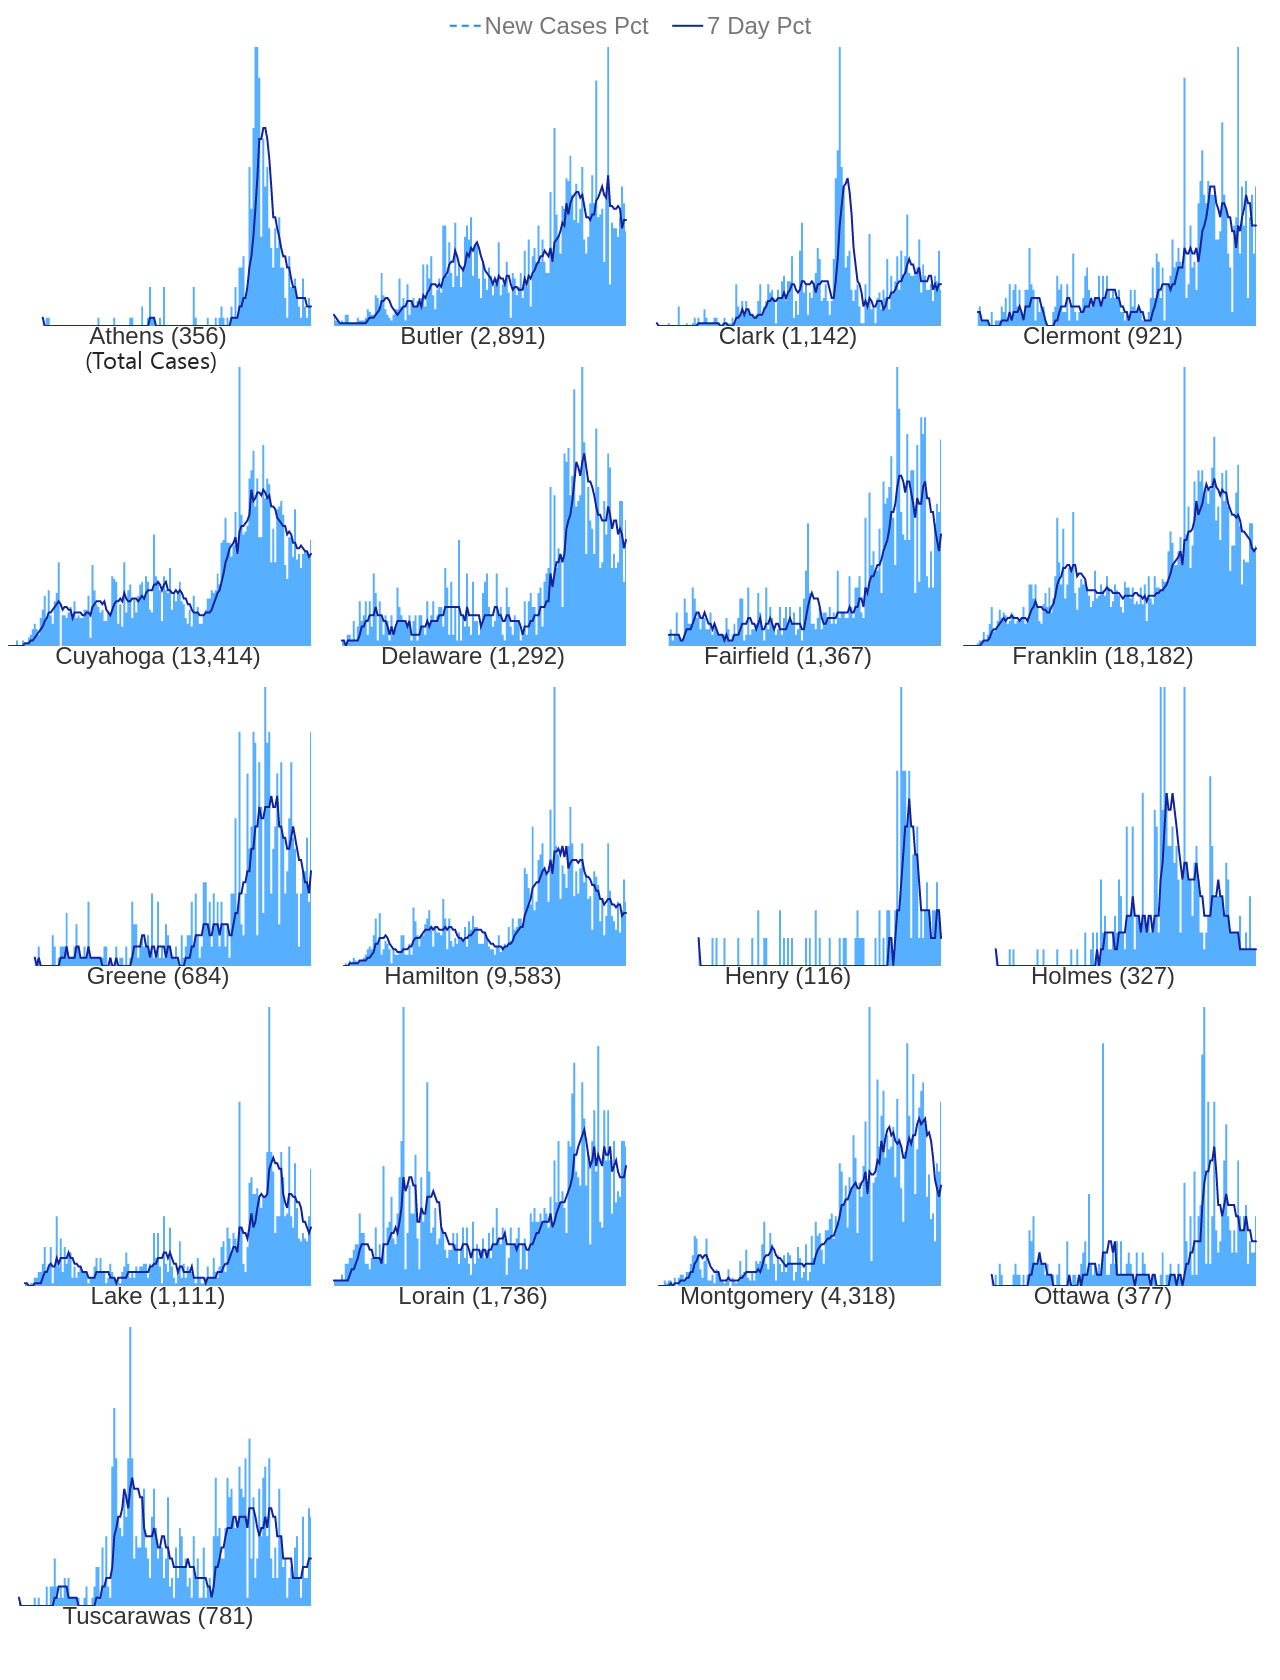 New Cases Pct 7 Day Pct
Athens (356) Butler (2,891) Clark (1,142) Clermont (921)
(Total Cases)
Cuyahoga (13,414) Delaware (1,292) Fairfield (1,367) Franklin (18,182)
Greene (684) Hamilton (9,583) Henry (116) Holmes (327)
Lake (1,111) Lorain (1,736) Montgomery (4,318) Ottawa (377)
Tuscarawas (781)